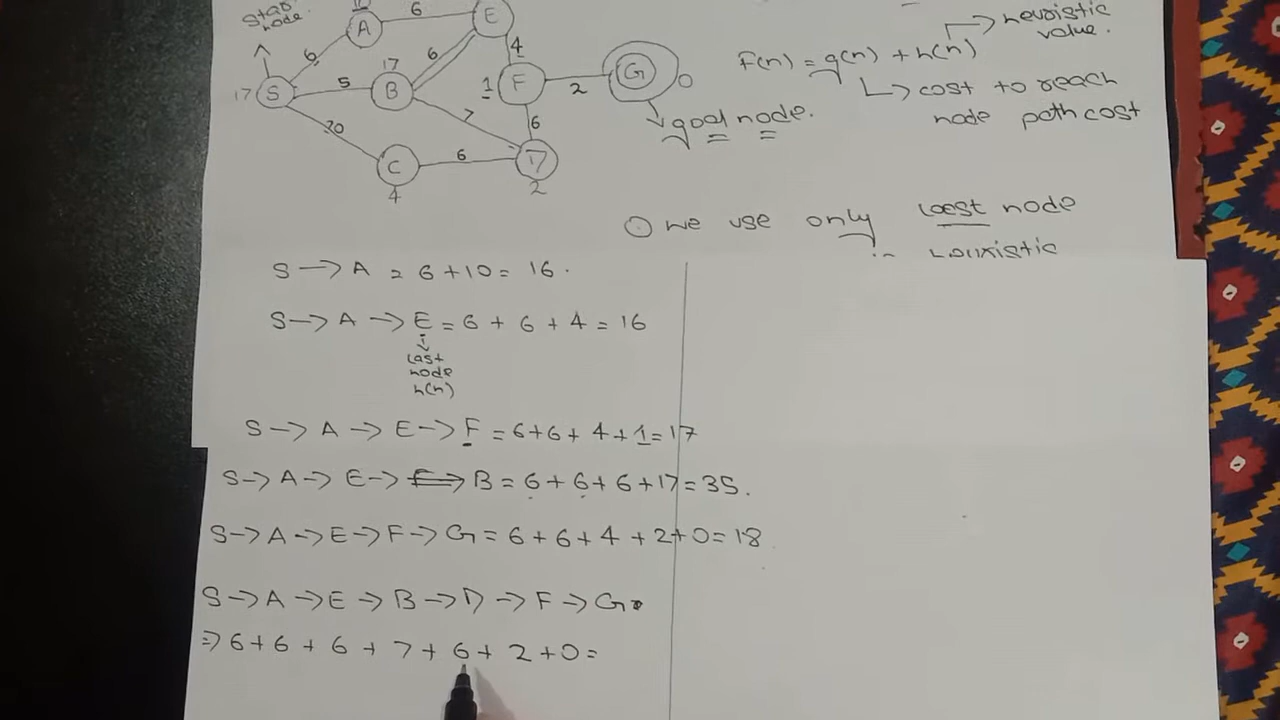 Start node.
A
6
E
6
4
heuristic value.
17
S
5
17
B
6
1
F
2
G
0
F(n) = g(n) + h(n)
cost to reach node path cost
30
7
6
goal node.
C
6
D
4
2
we use only last node
heuristic
S → A = 6 + 10 = 16.
S → A → E = 6 + 6 + 4 = 16
last
node
h(n)
S → A → E → F = 6+6+4+1=17
S → A → E → B = 6+6+6+17=35.
S → A → E → F → G = 6+6+4+2+0=18
S → A → E → B → D → F → G
⇒ 6+6+6+7+6+2+0=